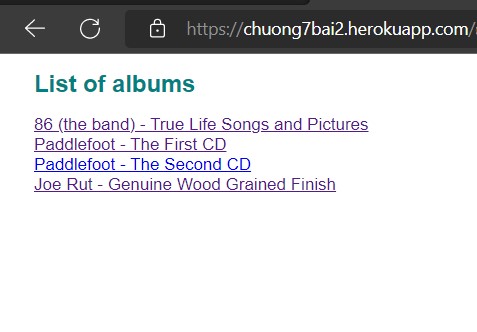 https://chuong7bai2.herokuapp.com/
List of albums
86 (the band) - True Life Songs and Pictures
Paddlefoot - The First CD
Paddlefoot - The Second CD
Joe Rut - Genuine Wood Grained Finish